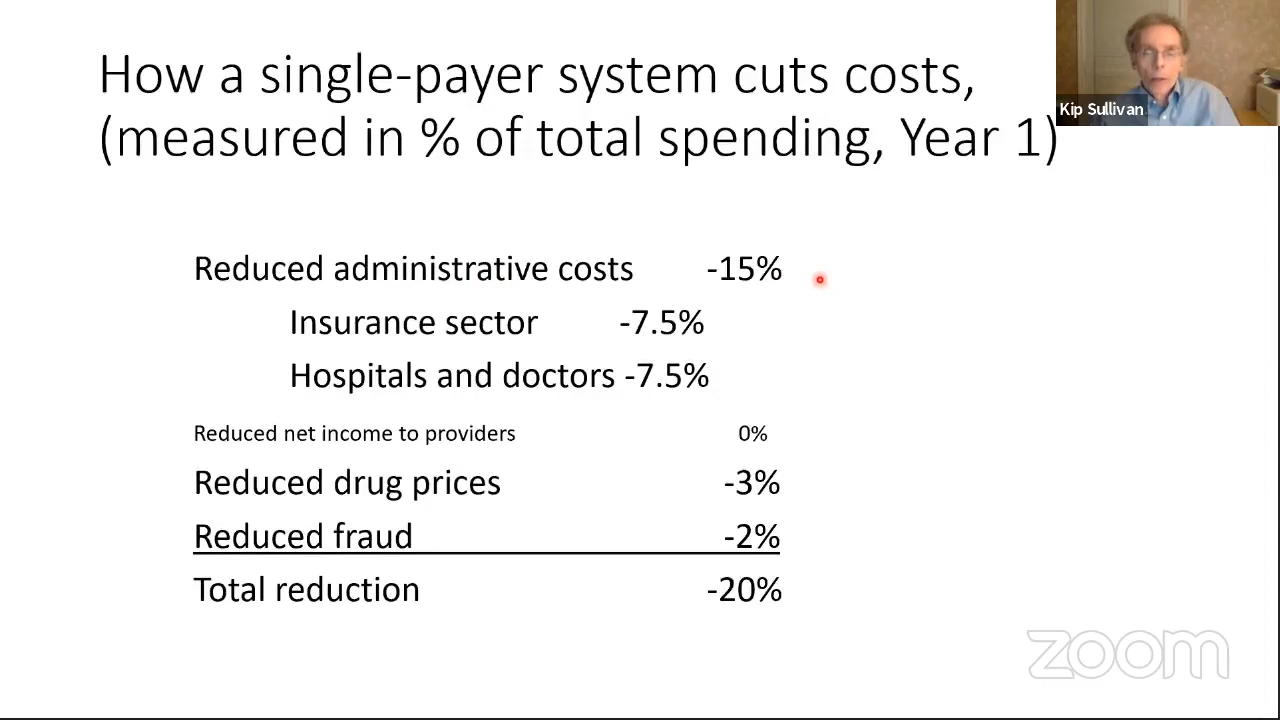 How a single-payer system cuts costs,
(measured in % of total spending, Year 1)
Kip Sullivan
Reduced administrative costs -15%
Insurance sector -7.5%
Hospitals and doctors -7.5%
Reduced net income to providers 0%
Reduced drug prices -3%
Reduced fraud -2%
Total reduction -20%
zoom